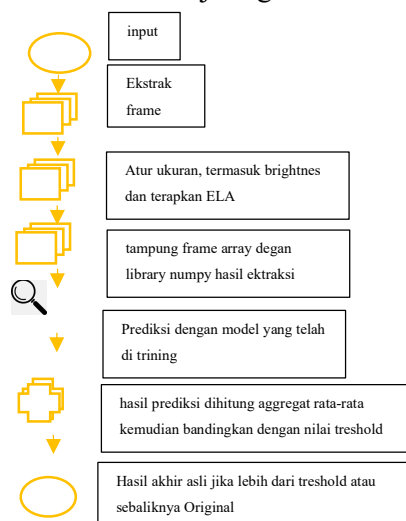 input
Ekstrak
frame
Atur ukuran, termasuk brightnes
dan terapkan ELA
tampung frame array degan
library numpy hasil ektraksi
Prediksi dengan model yang telah
di trining
hasil prediksi dihitung aggregat rata-rata
kemudian bandingkan dengan nilai treshold
Hasil akhir asli jika lebih dari treshold atau
sebaliknya Original